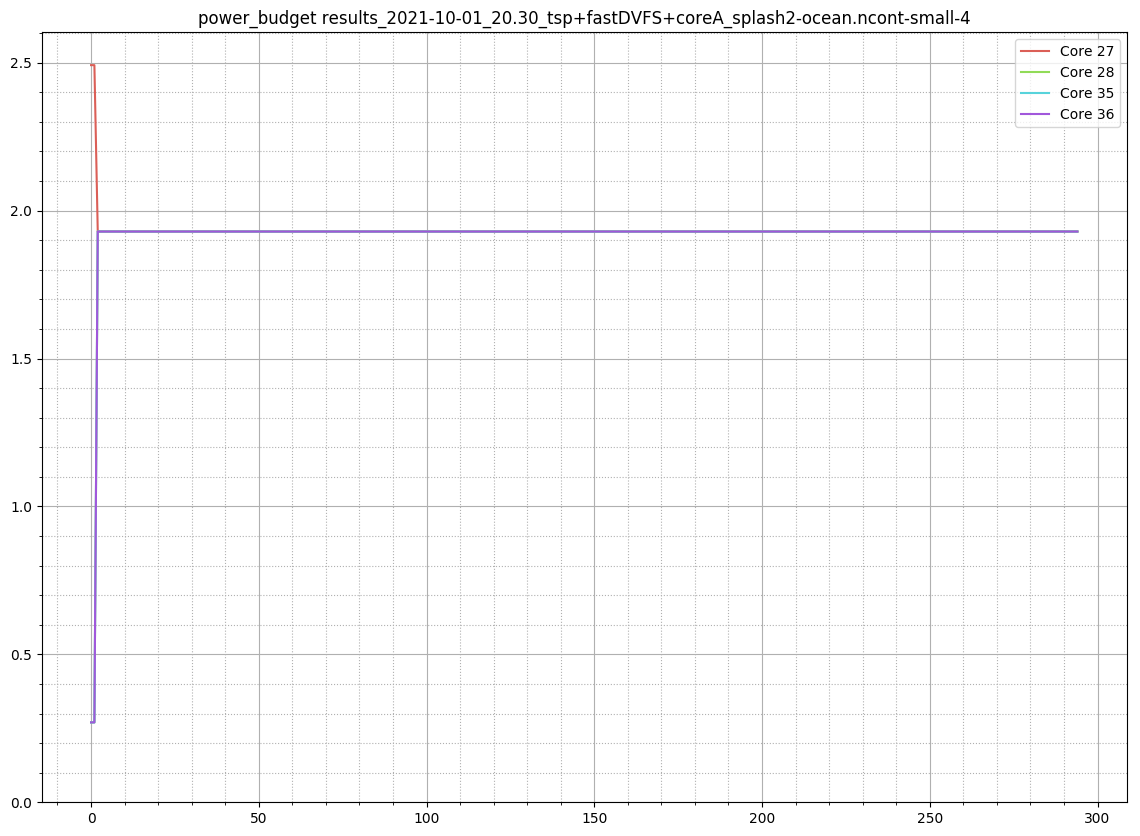 power_budget results_2021-10-01_20.30_tsp+fastDVFS+coreA_splash2-ocean.ncont-small-4
Core 27
Core 28
Core 35
Core 36
2.5
2.0
1.5
1.0
0.5
0.0
0 50 100 150 200 250 300